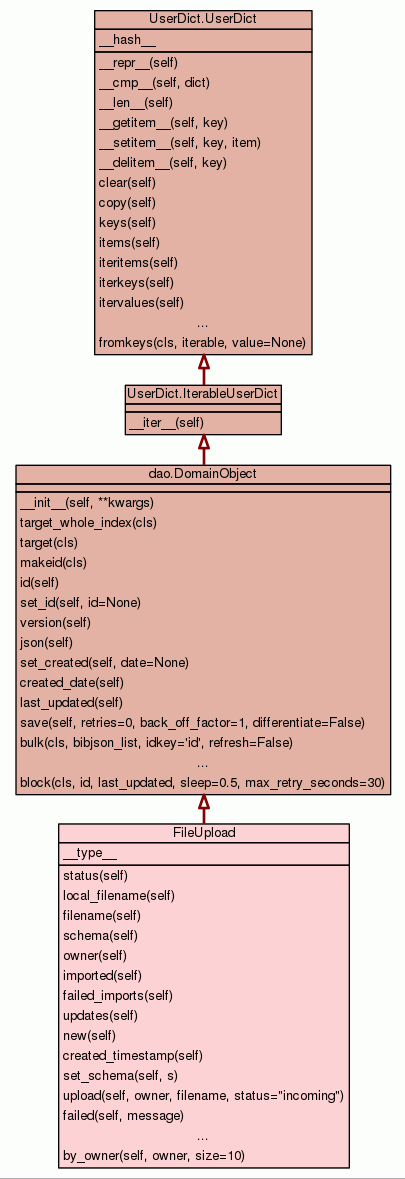 UserDict.UserDict
__hash__
__repr__(self)
__cmp__(self, dict)
__len__(self)
__getitem__(self, key)
__setitem__(self, key, item)
__delitem__(self, key)
clear(self)
copy(self)
keys(self)
items(self)
iteritems(self)
iterkeys(self)
itervalues(self)
...
fromkeys(cls, iterable, value=None)
UserDict.IterableUserDict
__iter__(self)
dao.DomainObject
__init__(self, **kwargs)
target_whole_index(cls)
target(cls)
makeid(cls)
id(self)
set_id(self, id=None)
version(self)
json(self)
set_created(self, date=None)
created_date(self)
last_updated(self)
save(self, retries=0, back_off_factor=1, differentiate=False)
bulk(cls, bibjson_list, idkey='id', refresh=False)
...
block(cls, id, last_updated, sleep=0.5, max_retry_seconds=30)
FileUpload
__type__
status(self)
local_filename(self)
filename(self)
schema(self)
owner(self)
imported(self)
failed_imports(self)
updates(self)
new(self)
created_timestamp(self)
set_schema(self, s)
upload(self, owner, filename, status="incoming")
failed(self, message)
...
by_owner(self, owner, size=10)